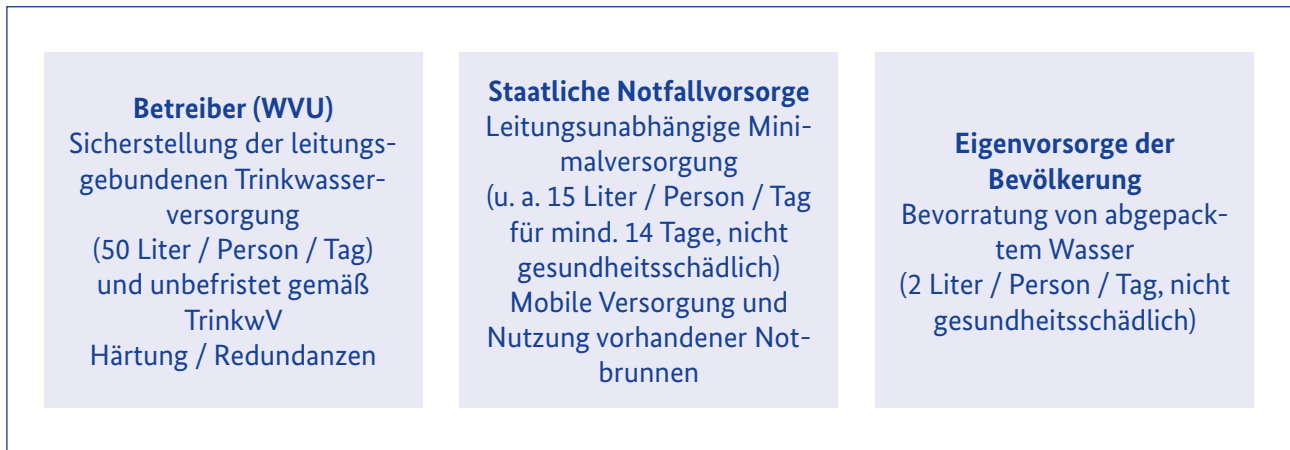 Betreiber (WVU)
Sicherstellung der leitungs-
gebundenen Trinkwasser-
versorgung
(50 Liter / Person / Tag)
und unbefristet gemäß
TrinkwV
Härtung / Redundanzen
Staatliche Notfallvorsorge
Leitungsunabhängige Mini-
malversorgung
(u. a. 15 Liter / Person / Tag
für mind. 14 Tage, nicht
gesundheitsschädlich)
Mobile Versorgung und
Nutzung vorhandener Not-
brunnen
Eigenvorsorge der
Bevölkerung
Bevorratung von abgepack-
tem Wasser
(2 Liter / Person / Tag, nicht
gesundheitsschädlich)